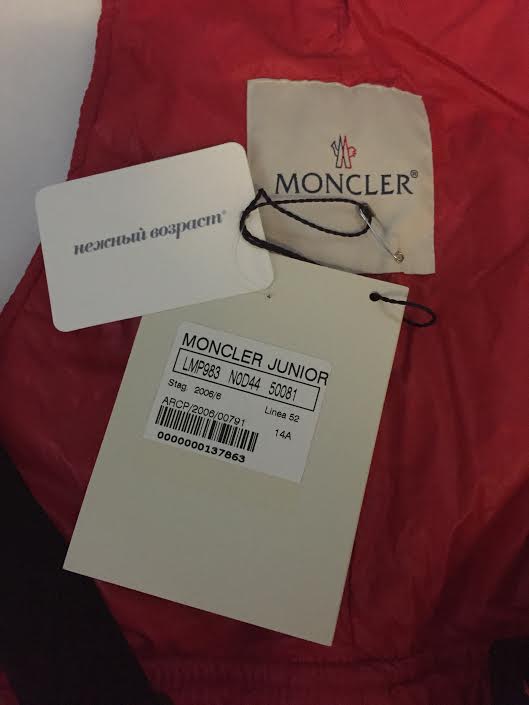 MONCLER®
нежный возраст®
MONCLER JUNIOR
LMP983 N0D44 50081
Stag. 2006/6 Linea 52
ARCP/2006/00791 14A
0000000137863